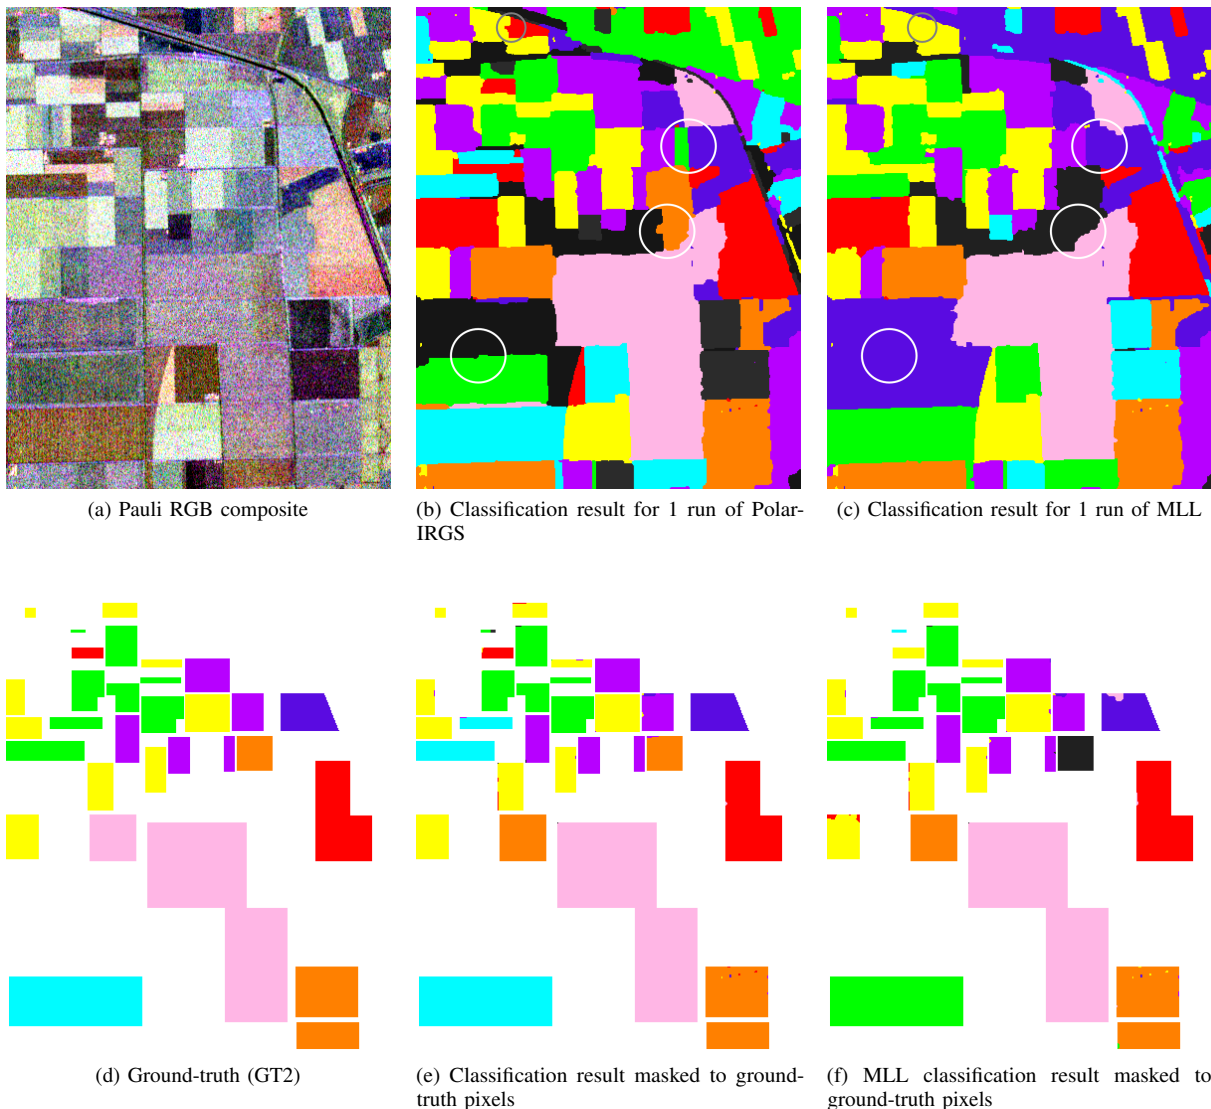 (a) Pauli RGB composite
(b) Classification result for 1 run of Polar-
IRGS
(c) Classification result for 1 run of MLL
(d) Ground-truth (GT2)
(e) Classification result masked to ground-
truth pixels
(f) MLL classification result masked to
ground-truth pixels